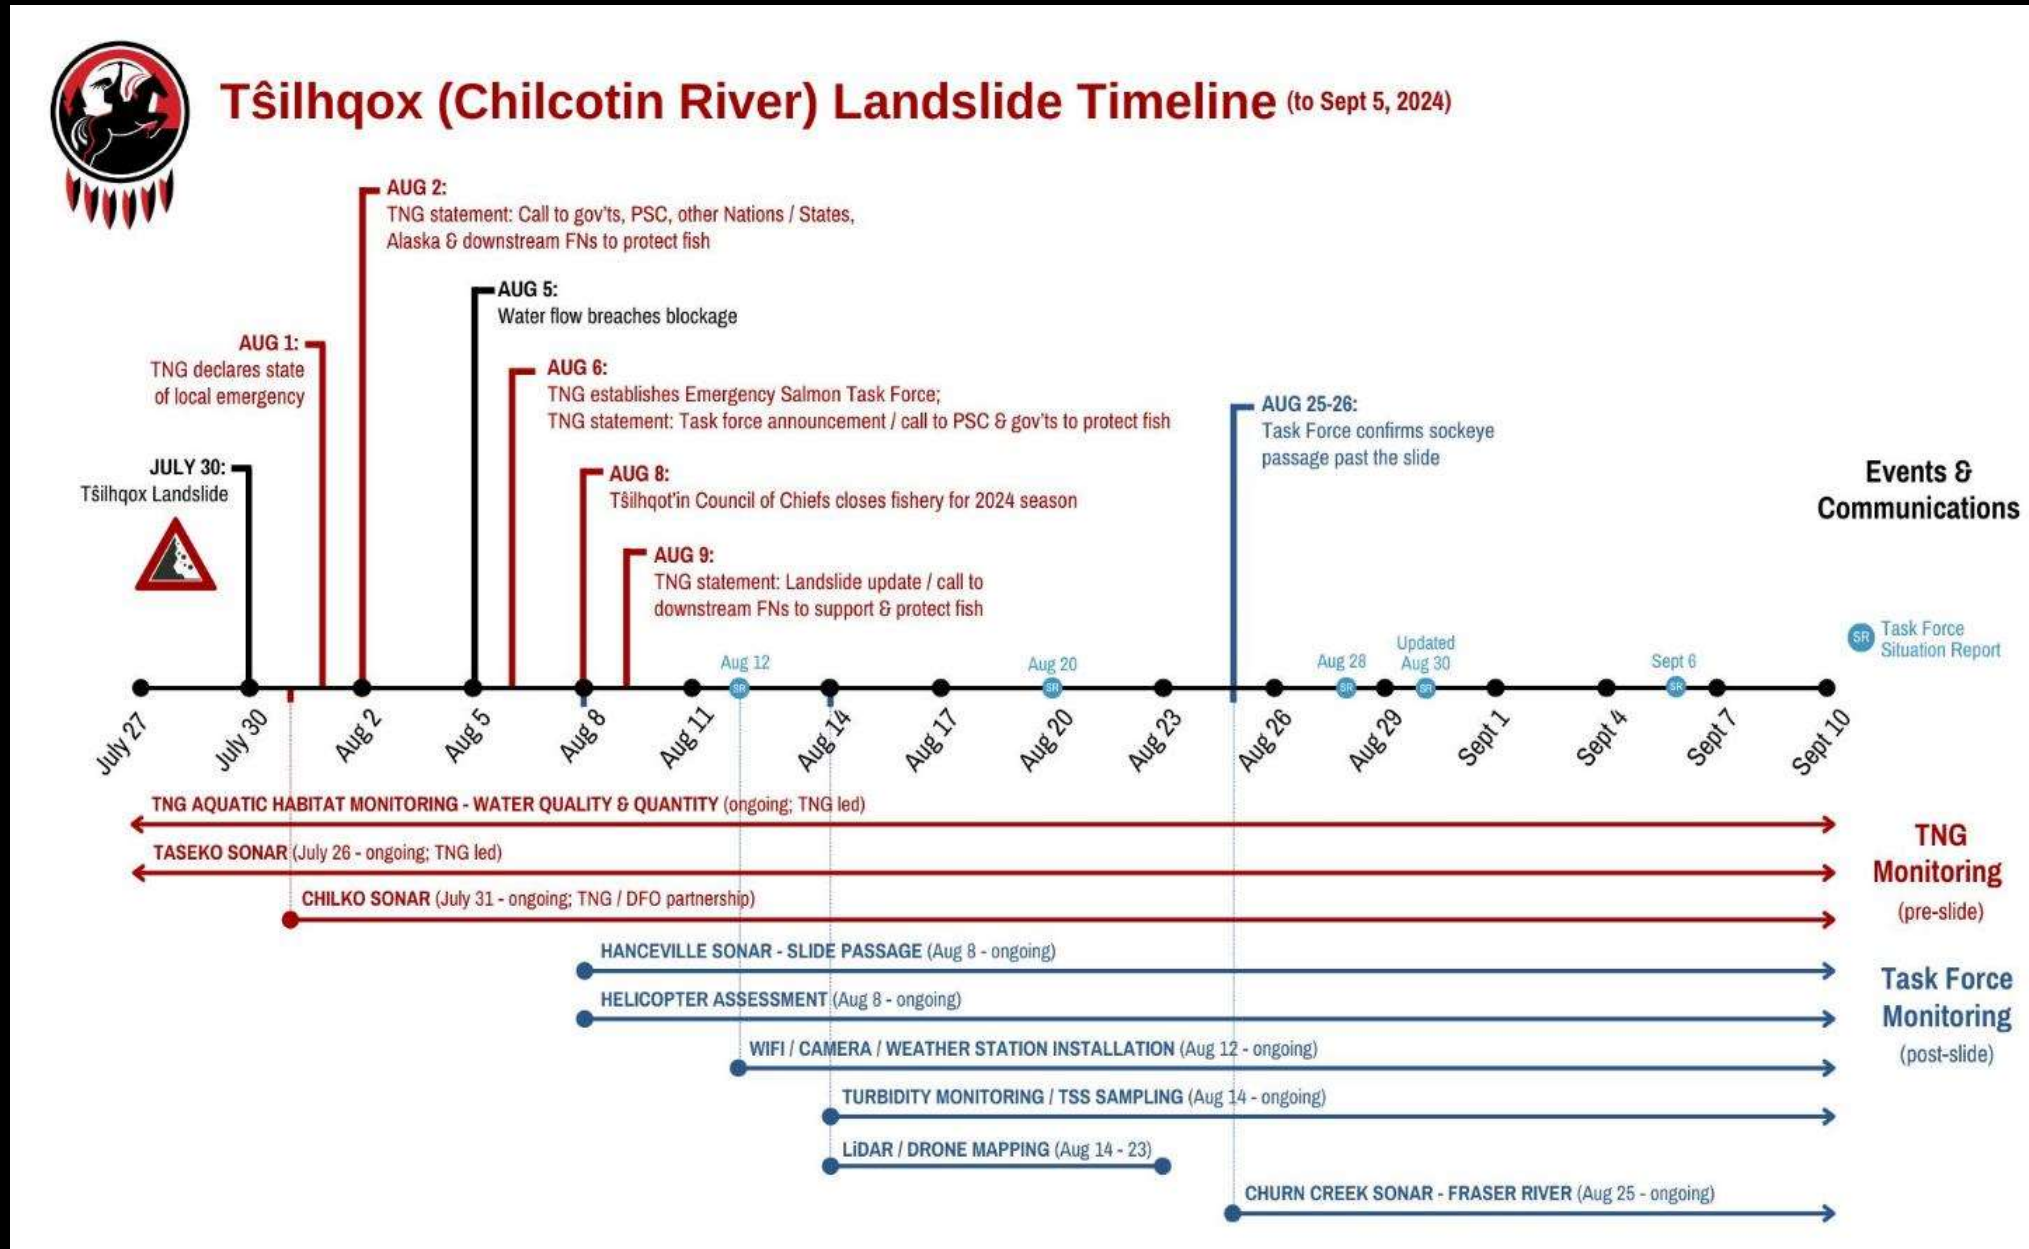 Tŝilhqox (Chilcotin River) Landslide Timeline (to Sept 5, 2024)
AUG 2:
TNG statement: Call to gov'ts, PSC, other Nations / States,
Alaska & downstream FNs to protect fish
AUG 5:
Water flow breaches blockage
AUG 1:
TNG declares state
of local emergency
AUG 6:
TNG establishes Emergency Salmon Task Force;
TNG statement: Task force announcement / call to PSC & gov'ts to protect fish
AUG 25-26:
Task Force confirms sockeye
passage past the slide
JULY 30:
Tŝilhqox Landslide
AUG 8:
Tŝilhqot'in Council of Chiefs closes fishery for 2024 season
Events &
Communications
AUG 9:
TNG statement: Landslide update / call to
downstream FNs to support & protect fish
SR Task Force
Situation Report
Aug 12
Aug 20
Aug 28
Updated
Aug 30
Sept 6
SR
SR
SR
SR
SR
July 27
July 30
Aug 2
Aug 5
Aug 8
Aug 11
Aug 14
Aug 17
Aug 20
Aug 23
Aug 26
Aug 29
Sept 1
Sept 4
Sept 7
Sept 10
TNG AQUATIC HABITAT MONITORING - WATER QUALITY & QUANTITY (ongoing; TNG led)
TASEKO SONAR (July 26 - ongoing; TNG led)
CHILKO SONAR (July 31 - ongoing; TNG / DFO partnership)
TNG
Monitoring
(pre-slide)
HANCEVILLE SONAR - SLIDE PASSAGE (Aug 8 - ongoing)
HELICOPTER ASSESSMENT (Aug 8 - ongoing)
WIFI / CAMERA / WEATHER STATION INSTALLATION (Aug 12 - ongoing)
TURBIDITY MONITORING / TSS SAMPLING (Aug 14 - ongoing)
LiDAR / DRONE MAPPING (Aug 14 - 23)
CHURN CREEK SONAR - FRASER RIVER (Aug 25 - ongoing)
Task Force
Monitoring
(post-slide)